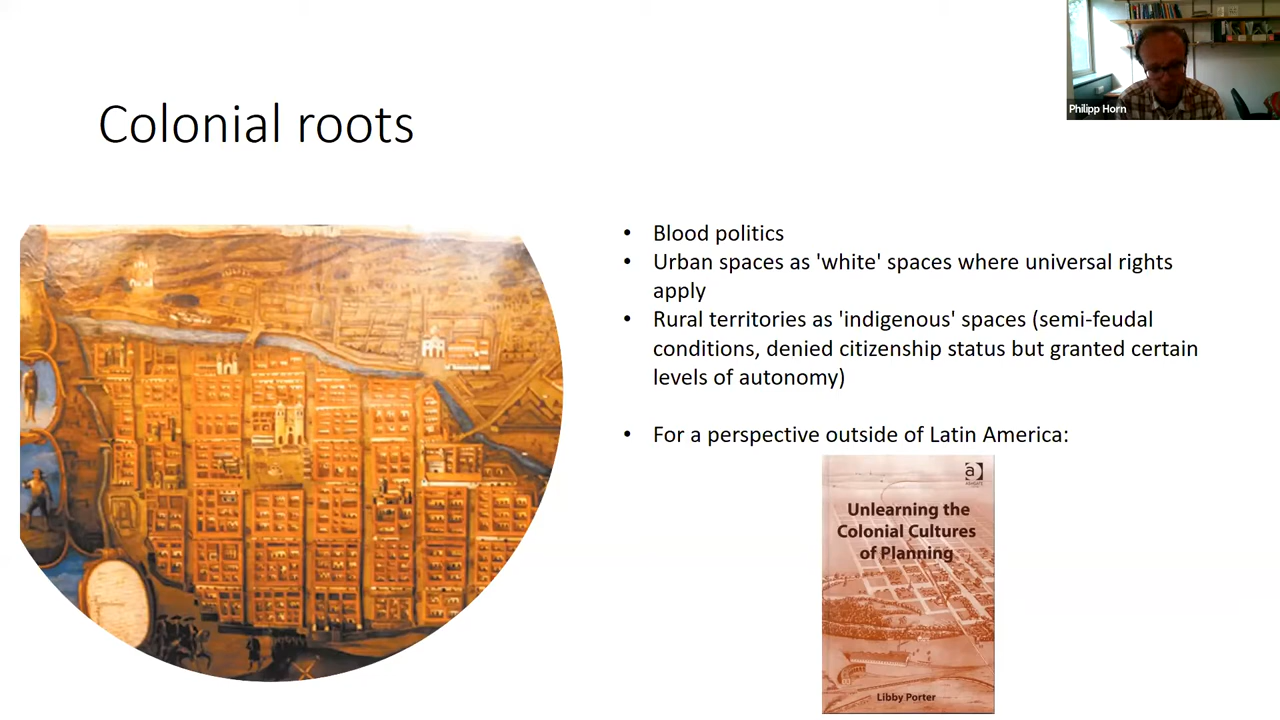 Philipp Horn
Colonial roots
• Blood politics
• Urban spaces as 'white' spaces where universal rights
apply
• Rural territories as 'indigenous' spaces (semi-feudal
conditions, denied citizenship status but granted certain
levels of autonomy)
• For a perspective outside of Latin America:
a
Unlearning the
Colonial Cultures
of Planning
Libby Porter